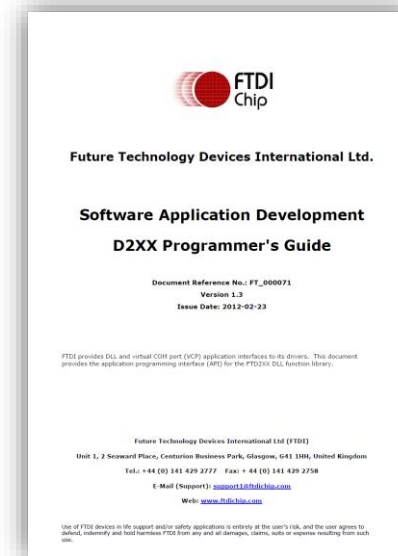 FTDI
Chip
Future Technology Devices International Ltd.
Software Application Development
D2XX Programmer's Guide
Document Reference No.: FT_000071
Version 1.3
Issue Date: 2012-02-23
FTDI provides DLL and virtual COM port (VCP) application interfaces to its drivers. This document
provides the application programming interface (API) for the FTD2XX DLL function library.
Future Technology Devices International Ltd (FTDI)
Unit 1, 2 Seaward Place, Centurion Business Park, Glasgow, G41 1HH, United Kingdom
Tel.: +44 (0) 141 429 2777 Fax: + 44 (0) 141 429 2758
E-Mail (Support): support1@ftdichip.com
Web: www.ftdichip.com
Use of FTDI devices in life support and/or safety applications is entirely at the user's risk, and the user agrees to
defend, indemnify and hold harmless FTDI from any and all damages, claims, suits or expense resulting from such
use.